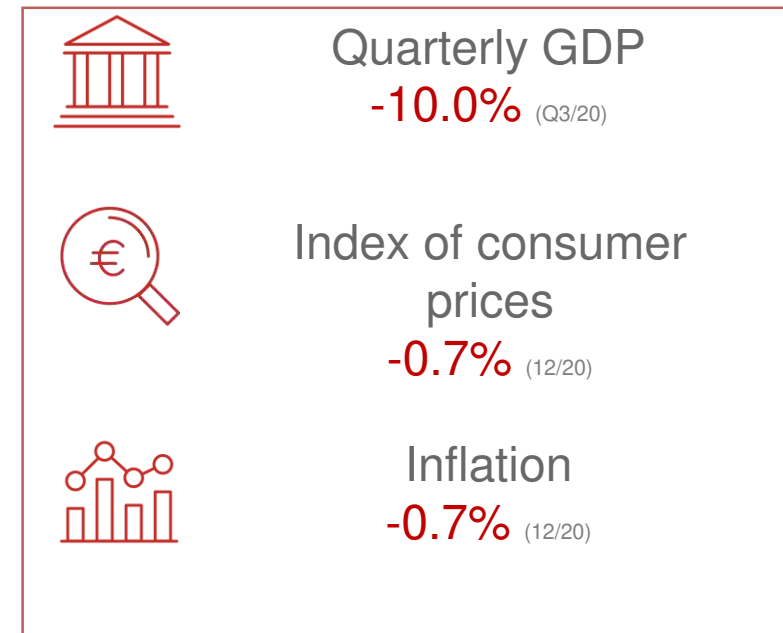 Quarterly GDP
-10.0% (Q3/20)
€
Index of consumer
prices
-0.7% (12/20)
Inflation
-0.7% (12/20)